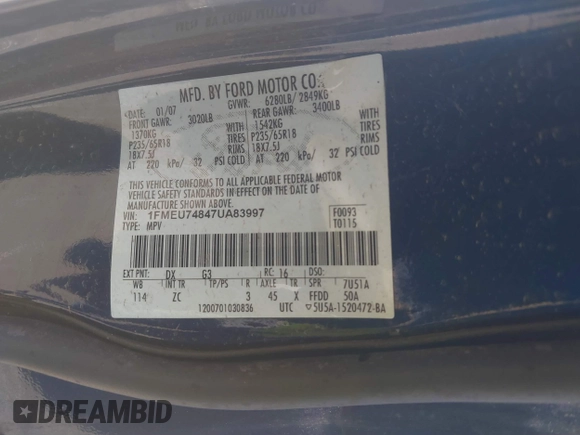 MFD. BY FORD MOTOR CO.
DATE: 01/07 GVWR: 6280LB/ 2849KG
FRONT GAWR: 3020LB REAR GAWR: 3400LB
1370KG 1542KG
P235/65R18 TIRES P235/65R18 TIRES
18X7.5J RIMS 18X7.5J RIMS
AT 220 kPa/ 32 PSI COLD AT 220 kPa/ 32 PSI COLD
THIS VEHICLE CONFORMS TO ALL APPLICABLE FEDERAL MOTOR
VEHICLE SAFETY STANDARDS IN EFFECT ON THE DATE OF
MANUFACTURE SHOWN ABOVE.
VIN: 1FMEU74847UA83997 F0093
TYPE: MPV T0115
EXT PNT: DX G3 RC: 16 DSO:
WB INT TR TP/PS R AXLE TR SPR 7U51A
114 ZC 3 45 X FFDD 50A
1200701030836 UTC ▽5U5A-1520472-BA
DREAMBID